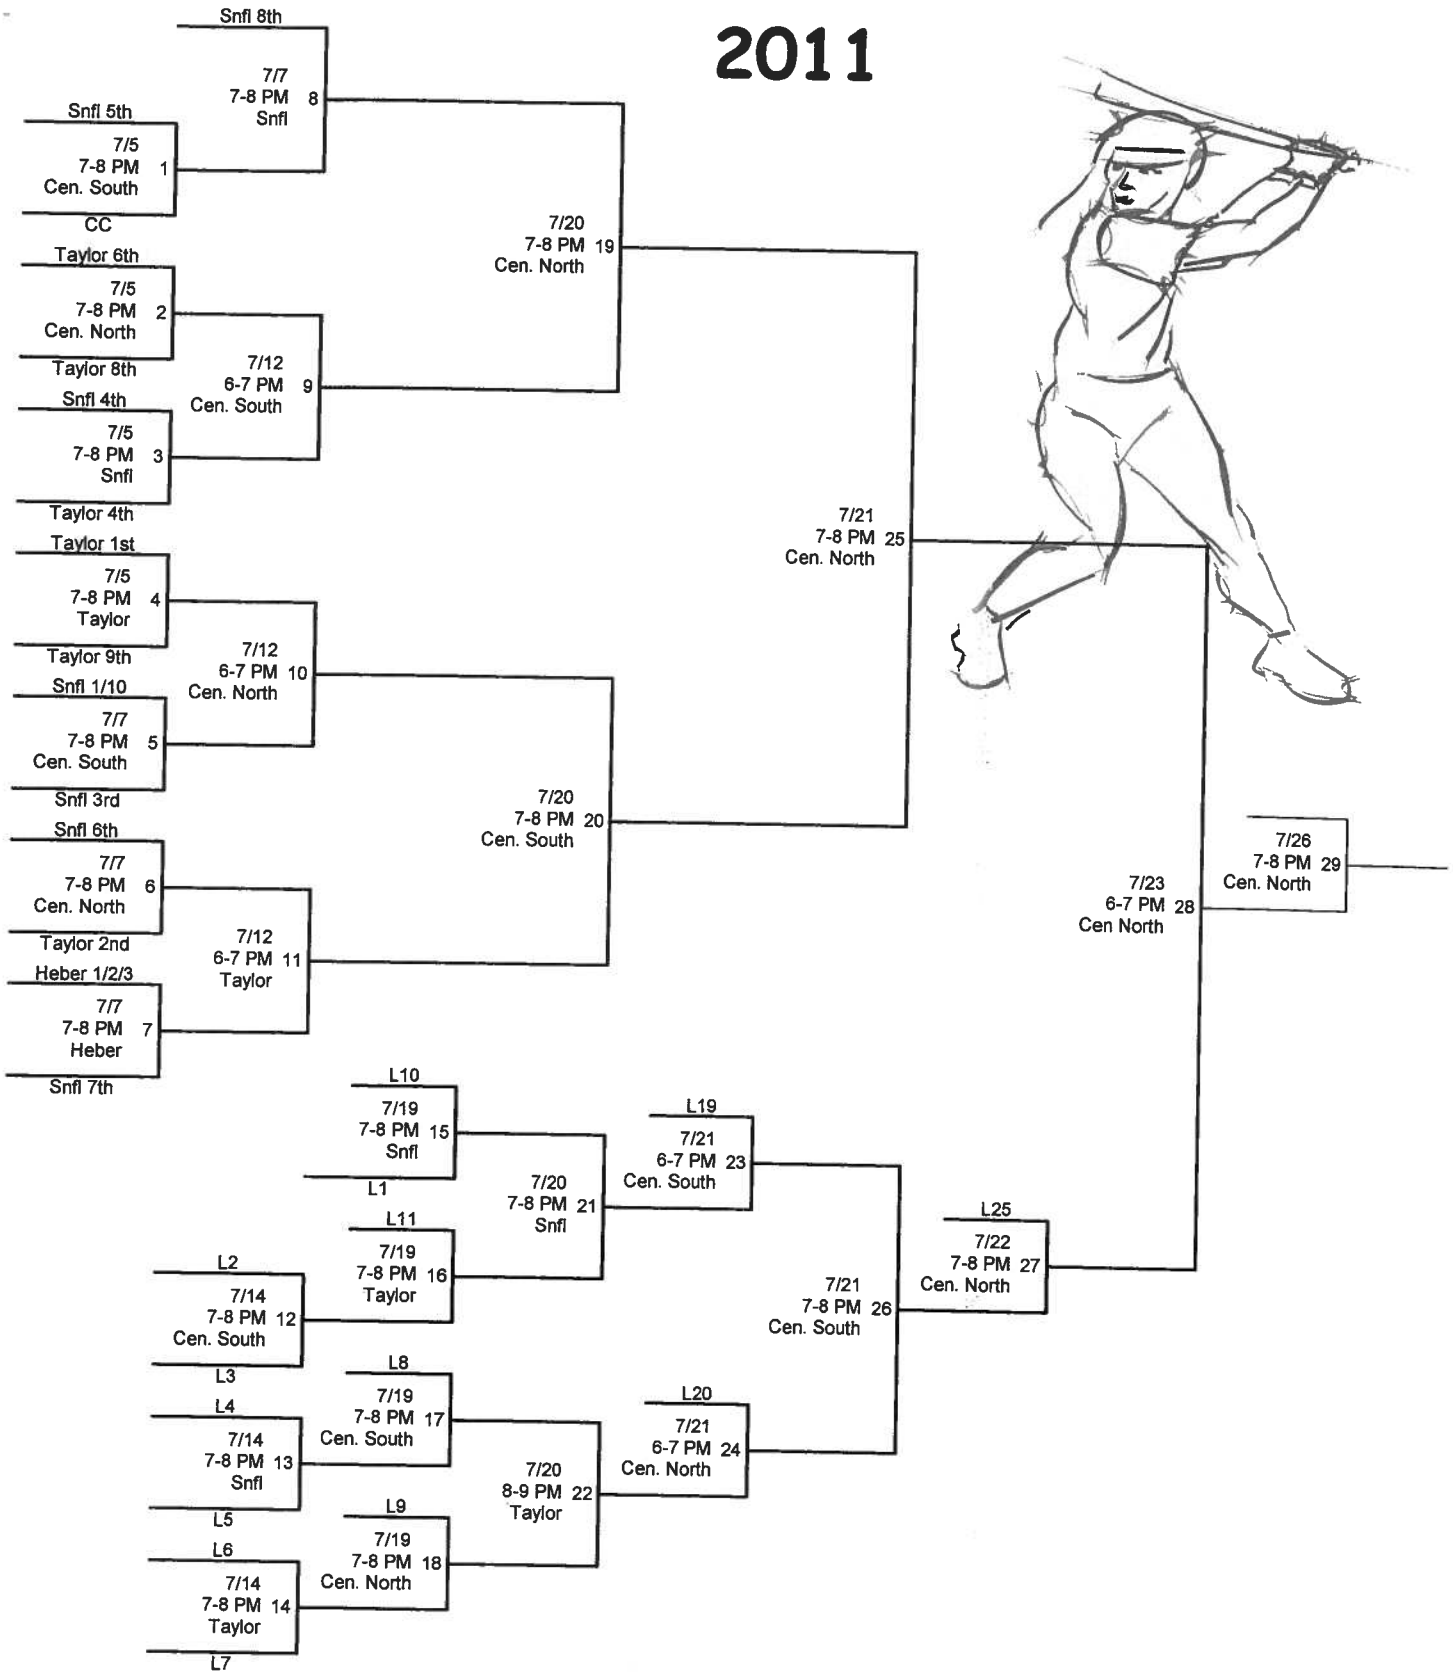 2011
Snfl 8th
7/7
7-8 PM 8
Snfl
Snfl 5th
7/5
7-8 PM 1
Cen. South
CC
Taylor 6th
7/5
7-8 PM 2
Cen. North
Taylor 8th
7/12
6-7 PM 9
Cen. South
Snfl 4th
7/5
7-8 PM 3
Snfl
Taylor 4th
7/20
7-8 PM 19
Cen. North
Taylor 1st
7/5
7-8 PM 4
Taylor
Taylor 9th
7/12
6-7 PM 10
Cen. North
Snfl 1/10
7/7
7-8 PM 5
Cen. South
Snfl 3rd
7/20
7-8 PM 20
Cen. South
Snfl 6th
7/7
7-8 PM 6
Cen. North
Taylor 2nd
7/12
6-7 PM 11
Taylor
Heber 1/2/3
7/7
7-8 PM 7
Heber
Snfl 7th
7/21
7-8 PM 25
Cen. North
7/23
6-7 PM 28
Cen North
7/26
7-8 PM 29
Cen. North
L10
7/19
7-8 PM 15
Snfl
L1
L19
7/21
6-7 PM 23
Cen. South
7/20
7-8 PM 21
Snfl
L11
7/19
7-8 PM 16
Taylor
L2
7/14
7-8 PM 12
Cen. South
L3
L25
7/22
7-8 PM 27
Cen. North
7/21
7-8 PM 26
Cen. South
L8
7/19
7-8 PM 17
Cen. South
L4
7/14
7-8 PM 13
Snfl
L5
L20
7/21
6-7 PM 24
Cen. North
7/20
8-9 PM 22
Taylor
L9
7/19
7-8 PM 18
Cen. North
L6
7/14
7-8 PM 14
Taylor
L7